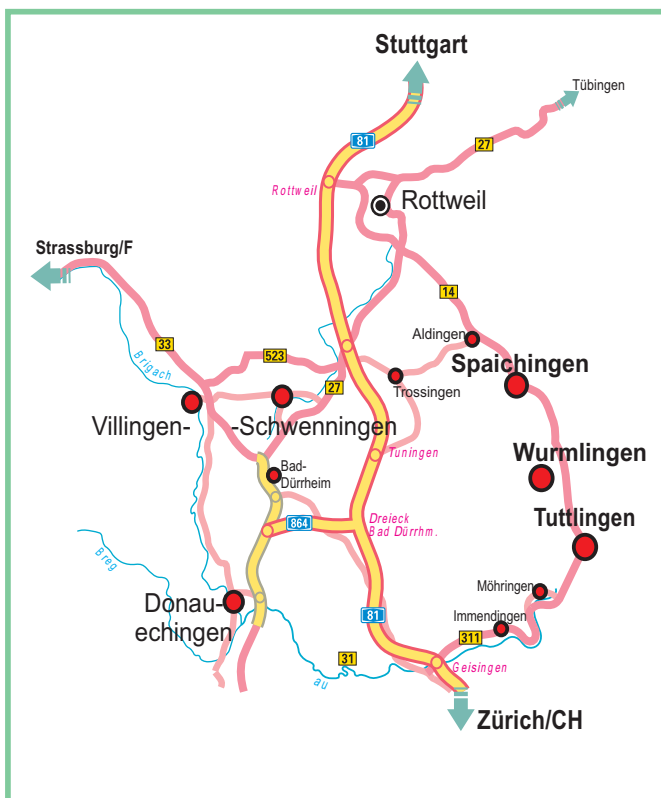 Stuttgart
Tübingen
81
27
Rottweil
Rottweil
Strassburg/F
14
33
Aldingen
523
Brigach
Spaichingen
27
Trossingen
Villingen-
-Schwenningen
Tuningen
Wurmlingen
Bad-
Dürrheim
Dreieck
Bad Dürrhm.
864
Tuttlingen
Breg
Möhringen
Donau-
echingen
81
Immendingen
311
31
Geisingen
au
Zürich/CH